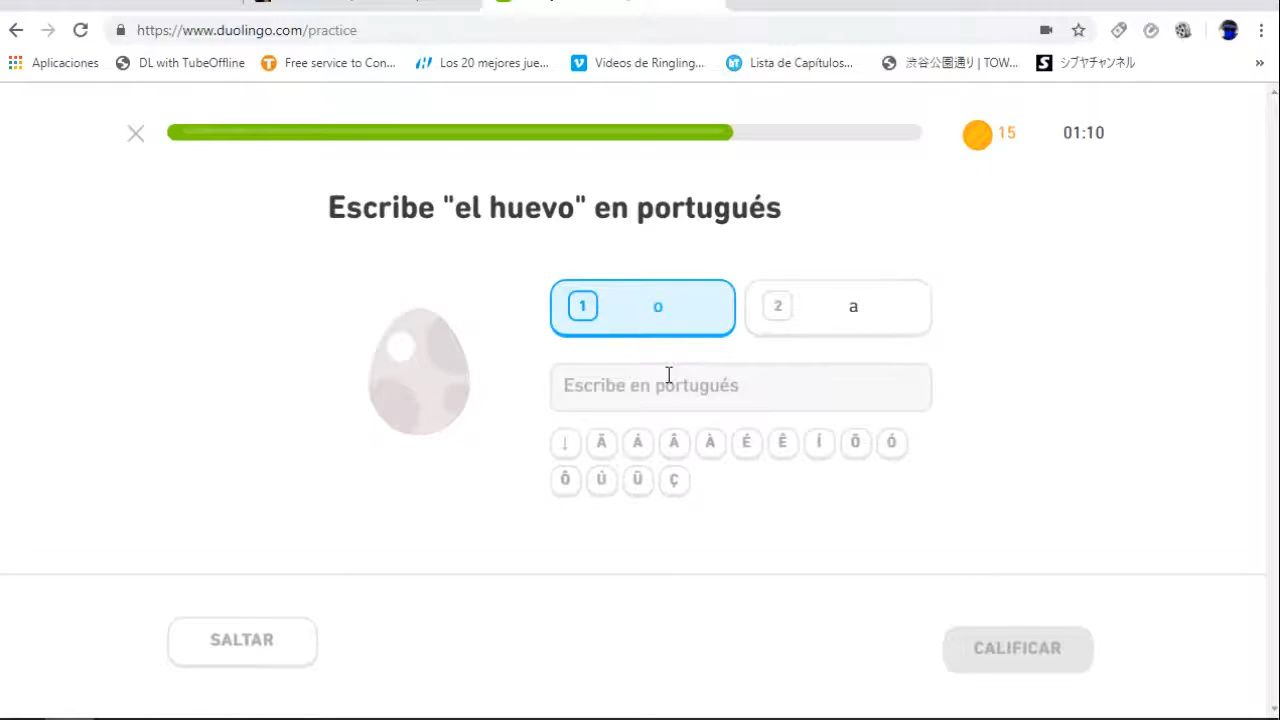 https://www.duolingo.com/practice
Aplicaciones DL with TubeOffline Free service to Con... Los 20 mejores jue... Videos de Ringling... Lista de Capítulos... 渋谷公園通り | TOW... シブヤチャンネル »
15 01:10
Escribe "el huevo" en portugués
1 o 2 a
Escribe en portugués
↓ Ã Á Â À É Ê Í Õ Ó
Ô Ú Ü Ç
SALTAR CALIFICAR